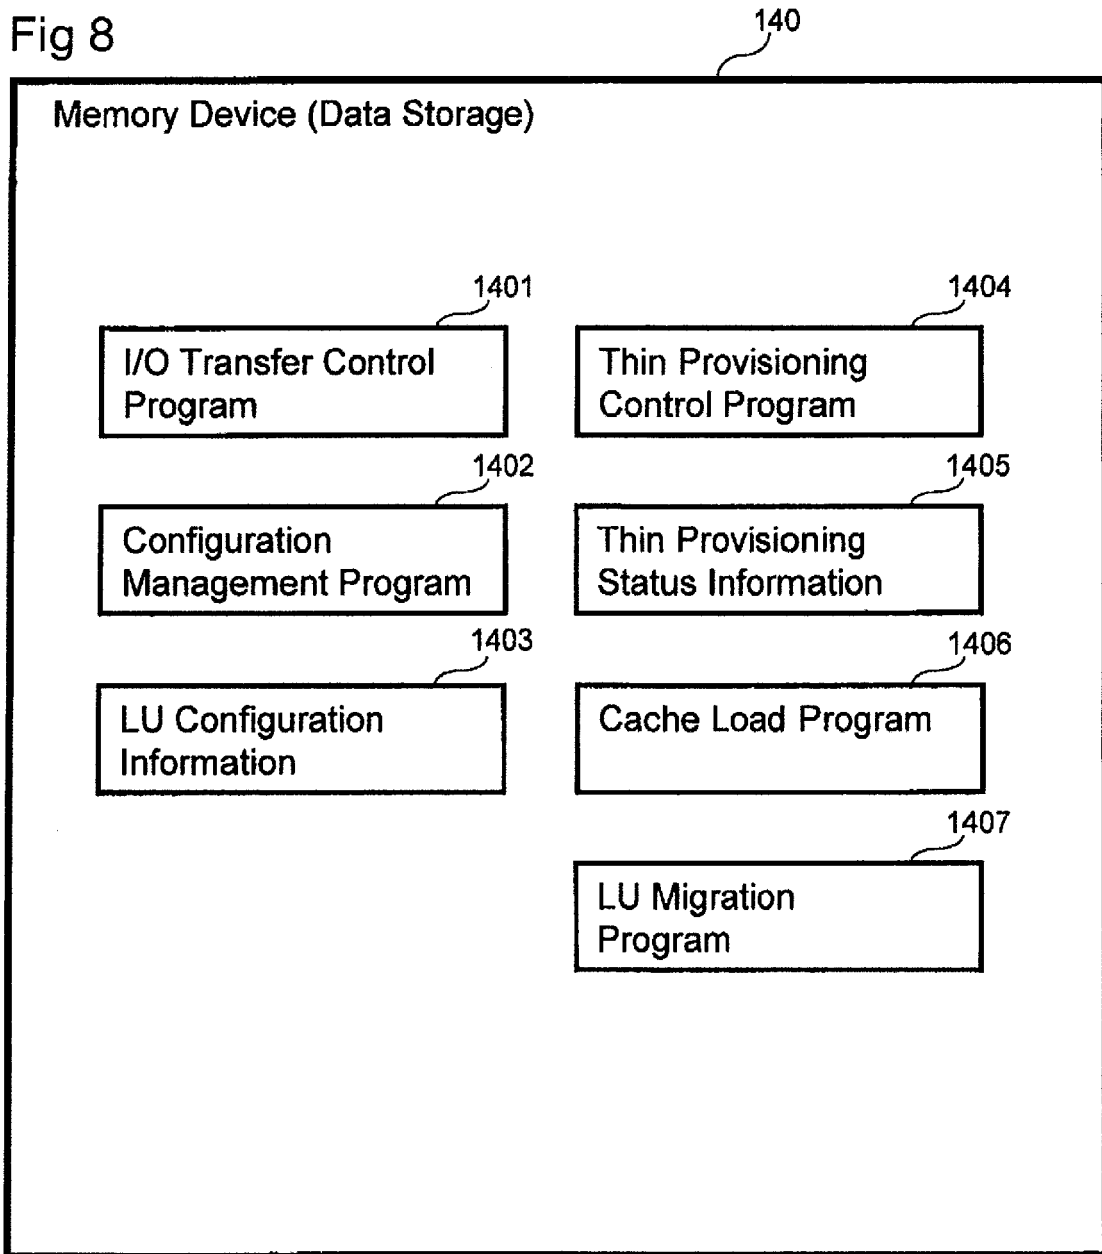 Fig 8
140
Memory Device (Data Storage)
1401
I/O Transfer Control
Program
1402
Configuration
Management Program
1403
LU Configuration
Information
1404
Thin Provisioning
Control Program
1405
Thin Provisioning
Status Information
1406
Cache Load Program
1407
LU Migration
Program